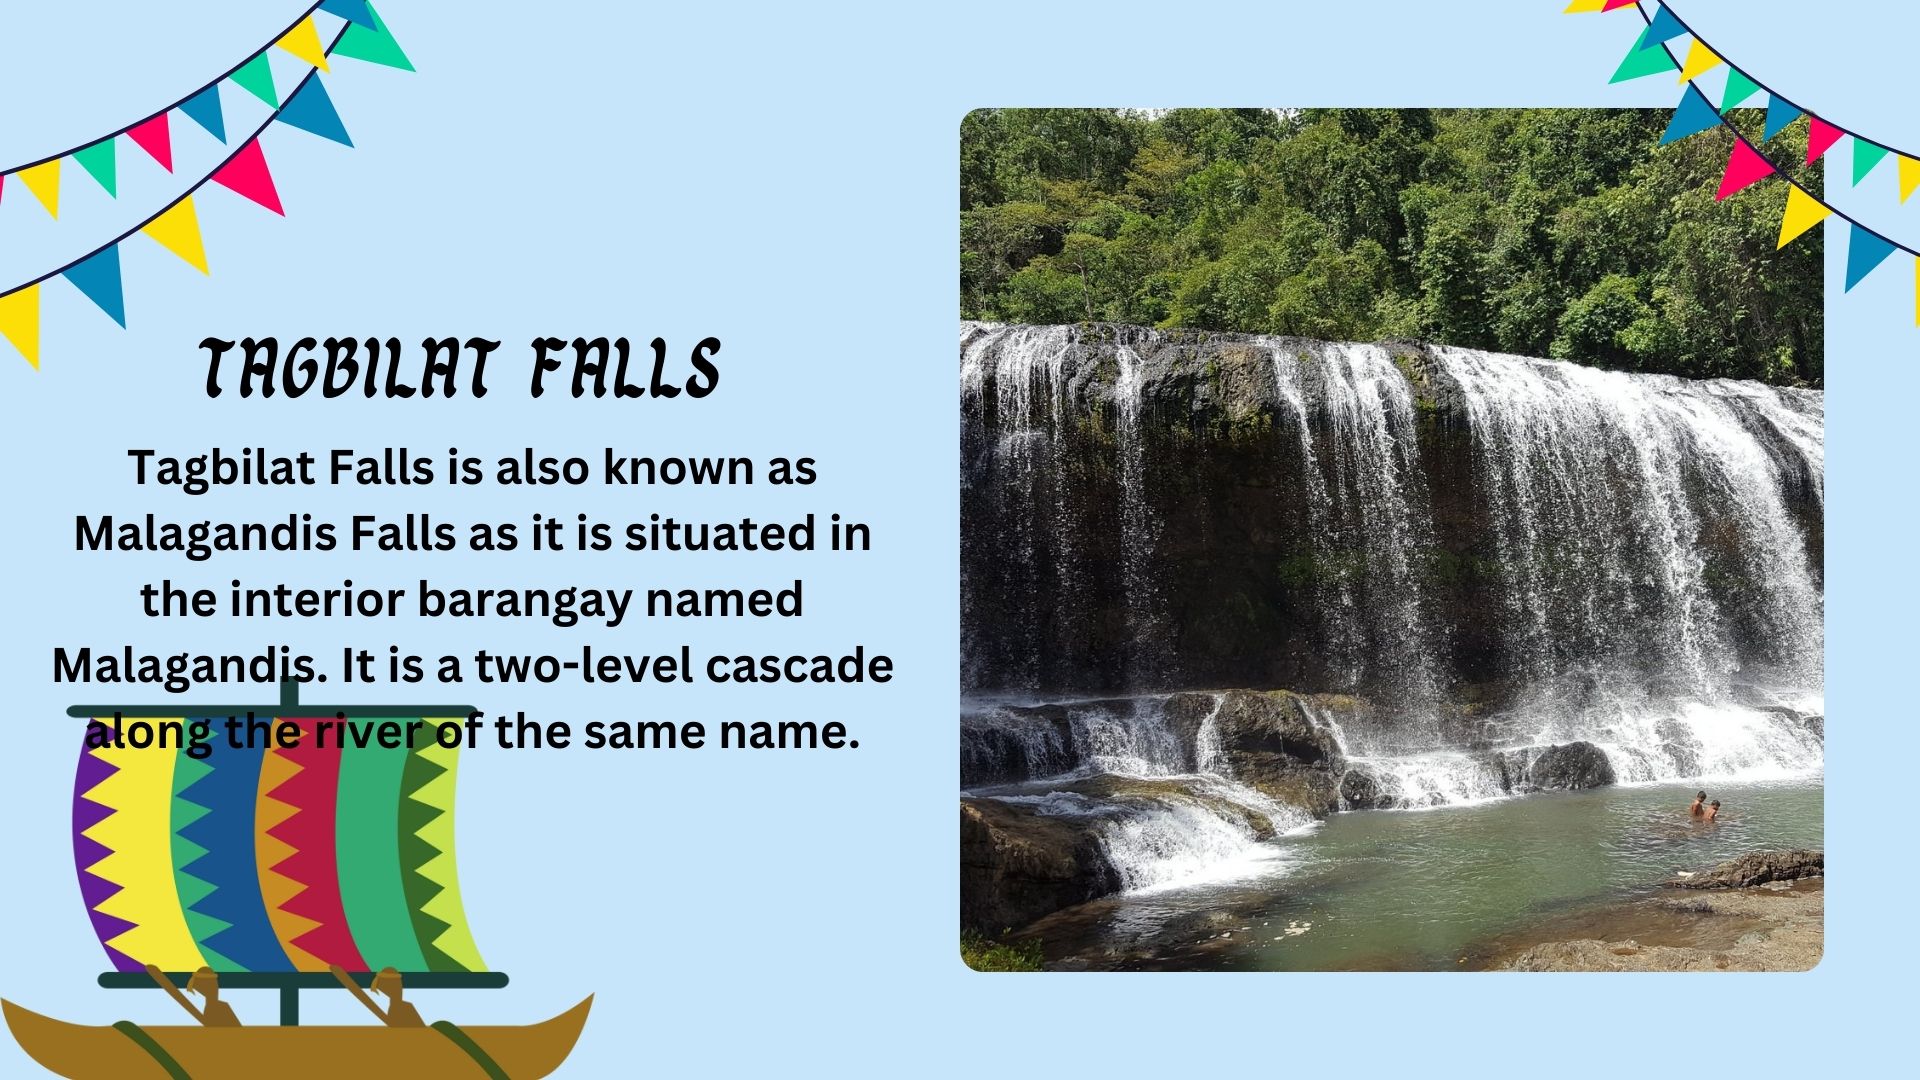 TAGBILAT FALLS
Tagbilat Falls is also known as
Malagandis Falls as it is situated in
the interior barangay named
Malagandis. It is a two-level cascade
along the river of the same name.